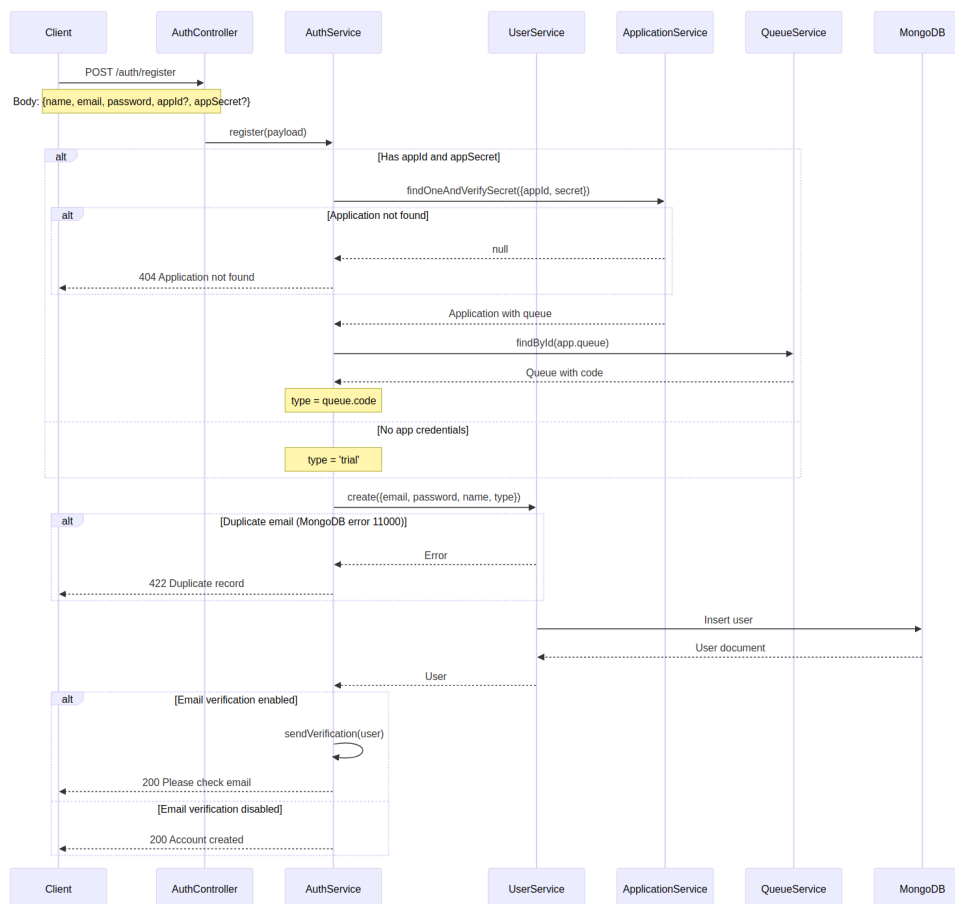 Client
AuthController
AuthService
UserService
ApplicationService
QueueService
MongoDB
POST /auth/register
Body: {name, email, password, appId?, appSecret?}
register(payload)
alt
[Has appId and appSecret]
findOneAndVerifySecret({appId, secret})
alt
[Application not found]
null
404 Application not found
Application with queue
findById(app.queue)
Queue with code
type = queue.code
[No app credentials]
type = 'trial'
create({email, password, name, type})
alt
[Duplicate email (MongoDB error 11000)]
Error
422 Duplicate record
Insert user
User document
User
alt
[Email verification enabled]
sendVerification(user)
200 Please check email
[Email verification disabled]
200 Account created
Client
AuthController
AuthService
UserService
ApplicationService
QueueService
MongoDB